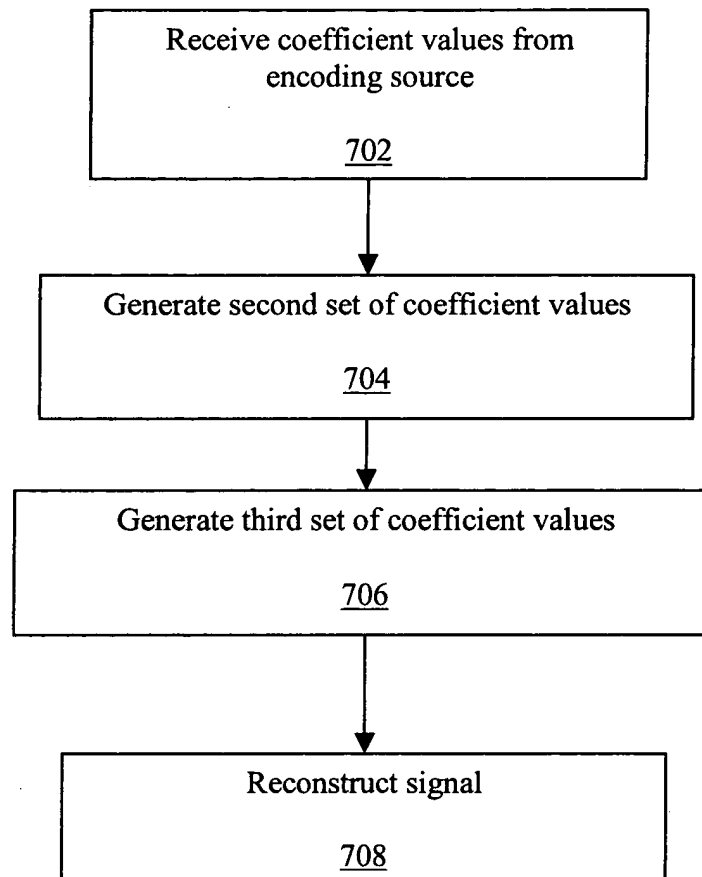 Receive coefficient values from
encoding source
702
Generate second set of coefficient values
704
Generate third set of coefficient values
706
Reconstruct signal
708